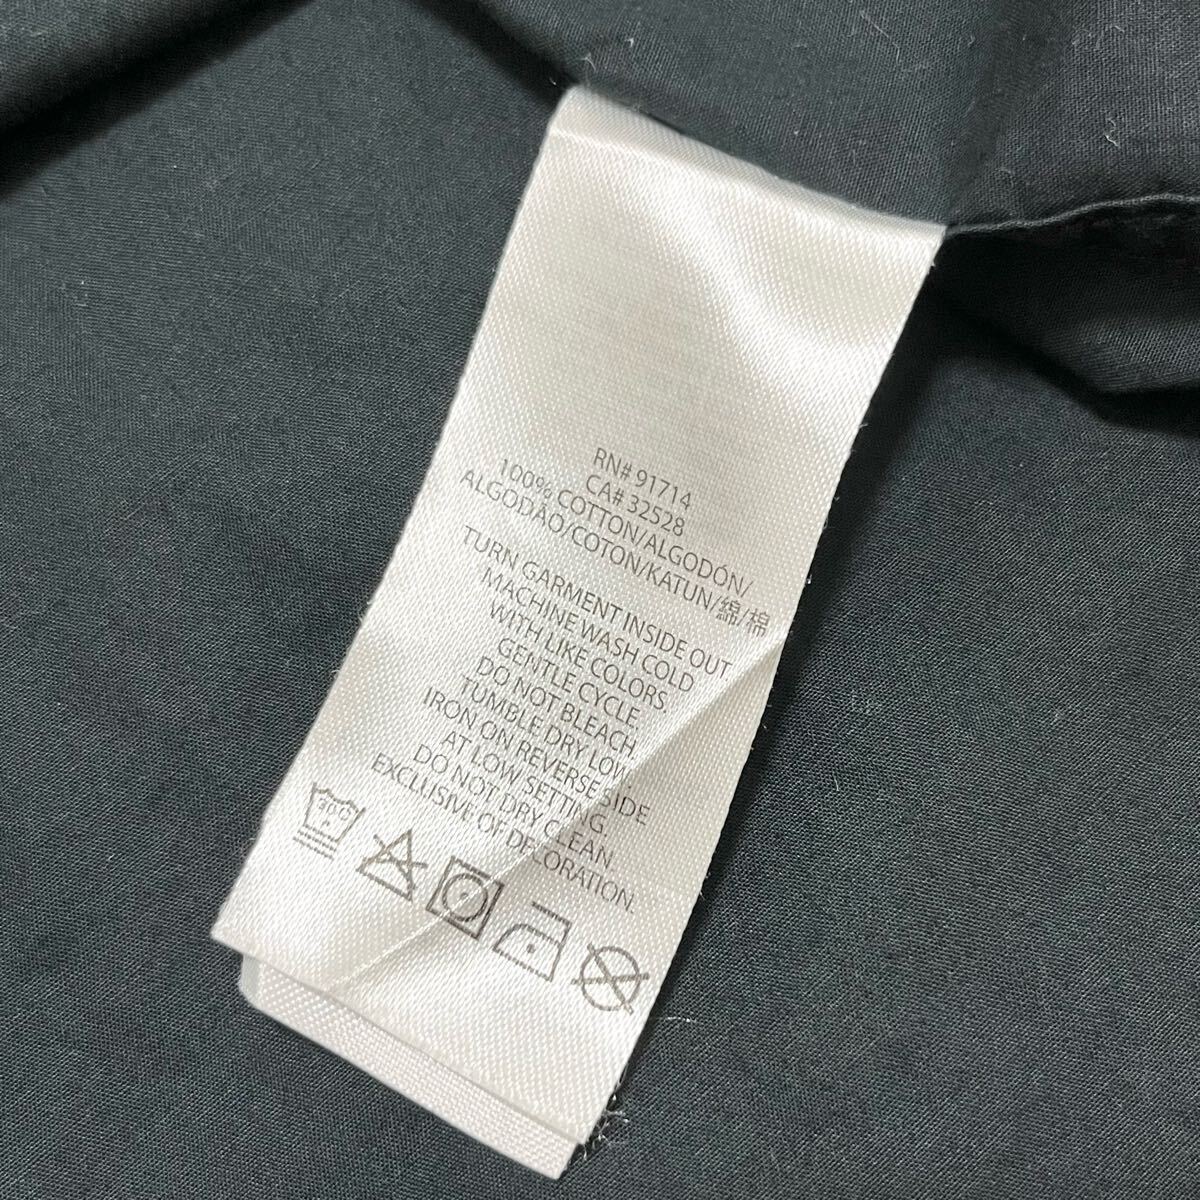 RN# 91714
CA# 32528
100% COTTON/ALGODÓN/
ALGODÃO/COTON/KATUN/綿/棉
TURN GARMENT INSIDE OUT
MACHINE WASH COLD
WITH LIKE COLORS.
GENTLE CYCLE.
DO NOT BLEACH.
TUMBLE DRY LOW.
IRON ON REVERSE SIDE
AT LOW SETTING.
DO NOT DRY CLEAN.
EXCLUSIVE OF DECORATION.
30C